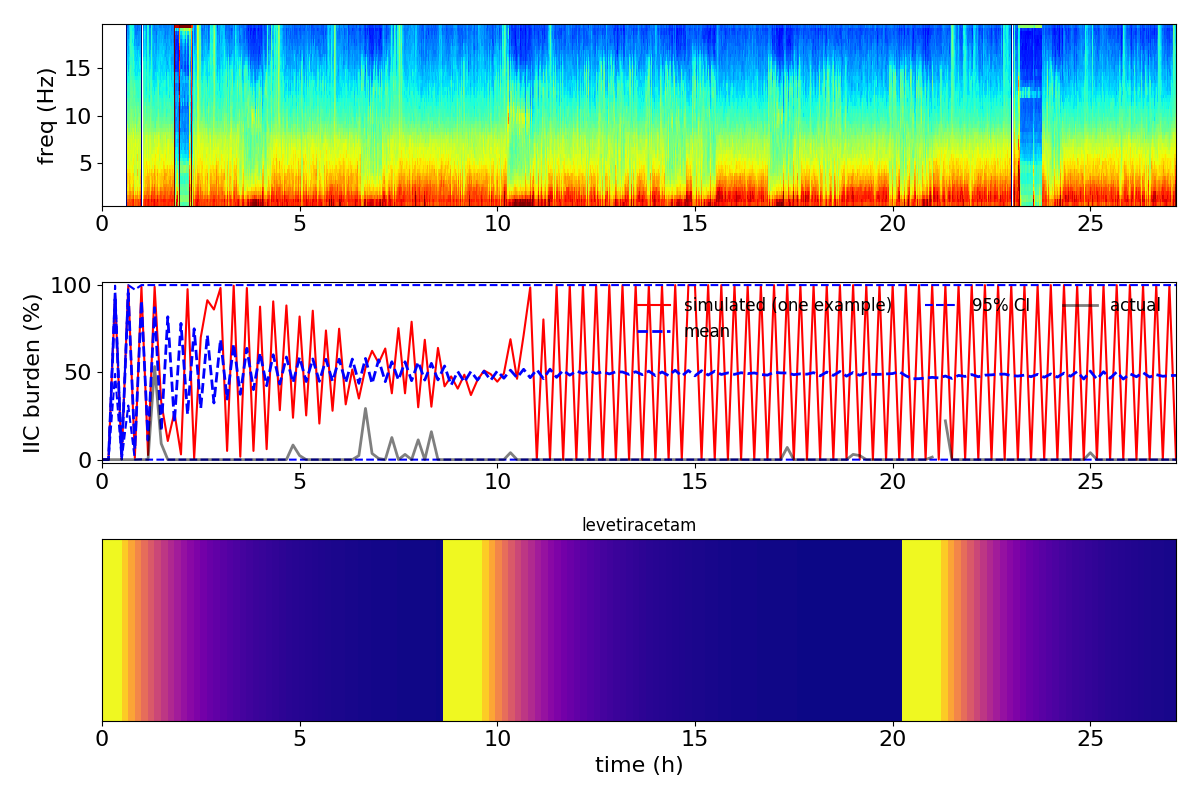 freq (Hz)
15
10
5
0 5 10 15 20 25
IIC burden (%)
100
50
0
simulated (one example)
mean
95% CI
actual
0 5 10 15 20 25
levetiracetam
0 5 10 15 20 25
time (h)